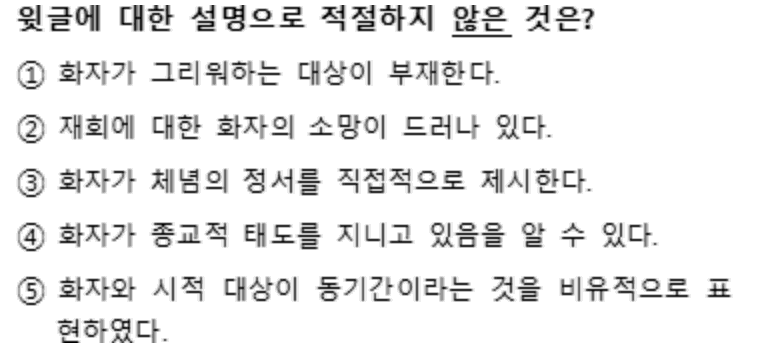 윗글에 대한 설명으로 적절하지 않은 것은?
① 화자가 그리워하는 대상이 부재한다.
② 재회에 대한 화자의 소망이 드러나 있다.
③ 화자가 체념의 정서를 직접적으로 제시한다.
④ 화자가 종교적 태도를 지니고 있음을 알 수 있다.
⑤ 화자와 시적 대상이 동기간이라는 것을 비유적으로 표
현하였다.